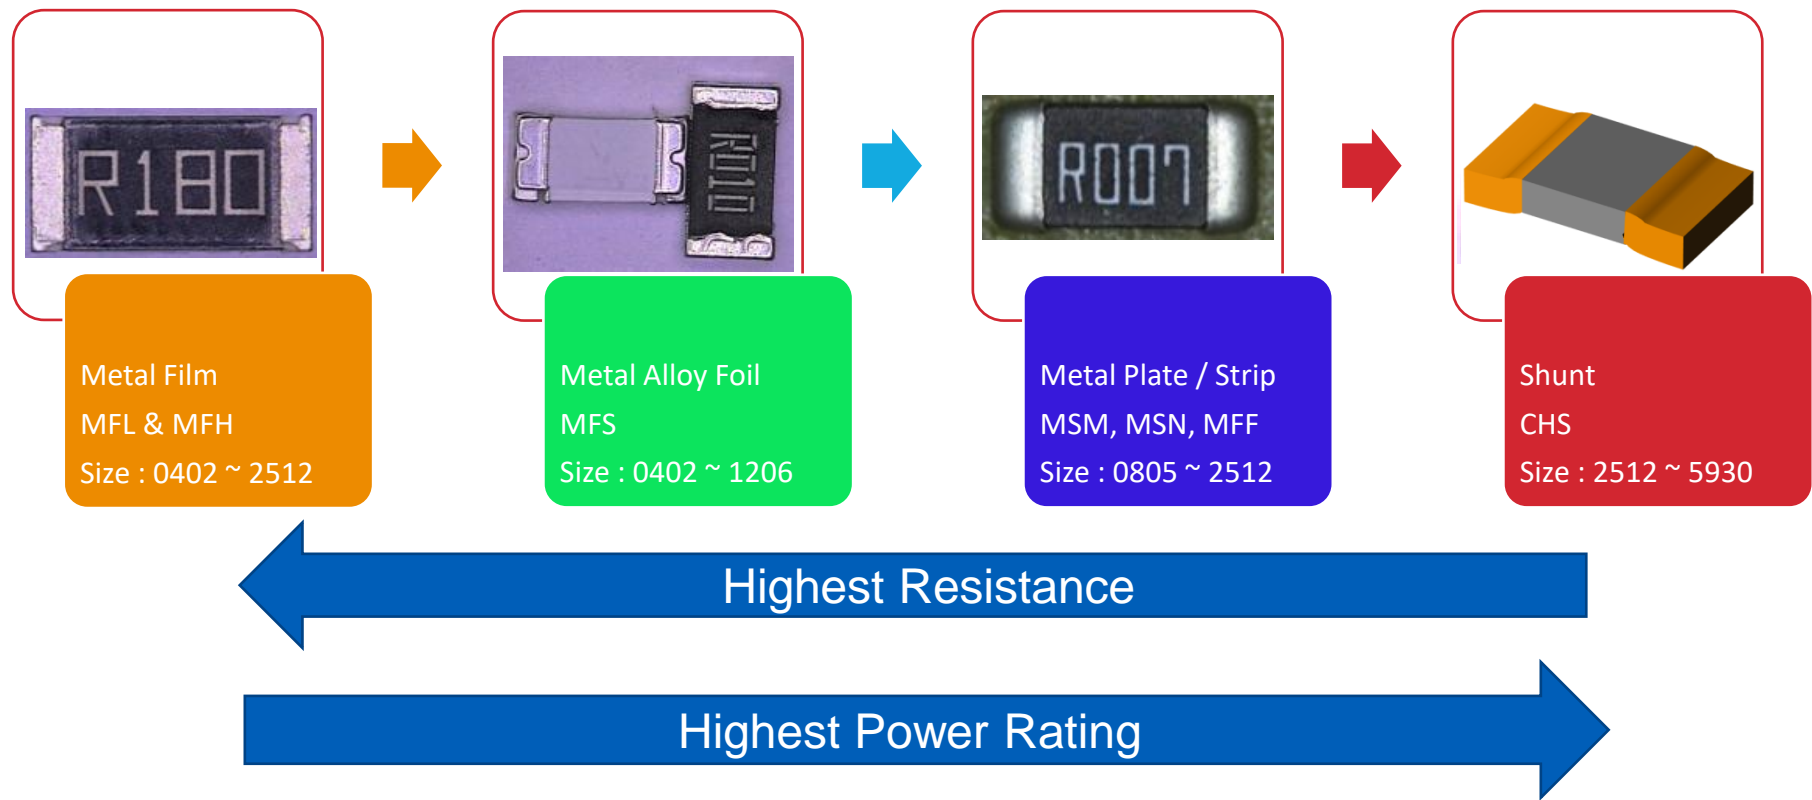 R180
R010
R007
Metal Film
MFL & MFH
Size : 0402 ~ 2512
Metal Alloy Foil
MFS
Size : 0402 ~ 1206
Metal Plate / Strip
MSM, MSN, MFF
Size : 0805 ~ 2512
Shunt
CHS
Size : 2512 ~ 5930
Highest Resistance
Highest Power Rating